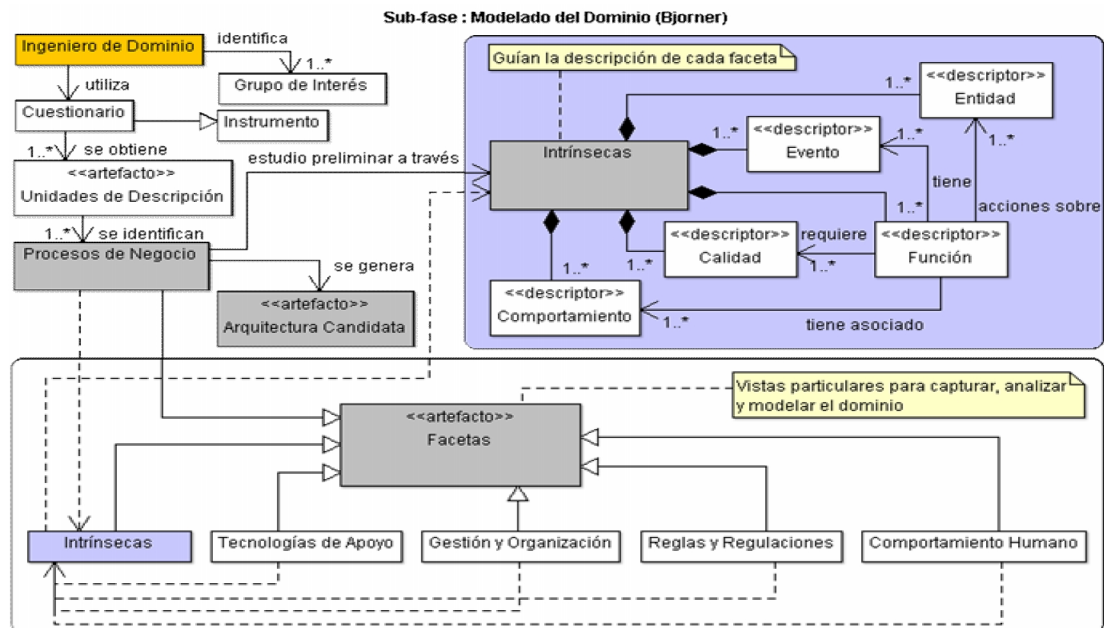 Sub-fase : Modelado del Dominio (Bjorner)
Ingeniero de Dominio
identifica
1..*
Grupo de Interés
utiliza
Cuestionario
Instrumento
1..*
se obtiene
<<artefacto>>
Unidades de Descripción
1..*
se identifican
Procesos de Negocio
estudio preliminar a través
se genera
<<artefacto>>
Arquitectura Candidata
Guían la descripción de cada faceta
Intrínsecas
1..*
<<descriptor>>
Entidad
1..*
1..*
<<descriptor>>
Evento
1..*
tiene
1..*
acciones sobre
<<descriptor>>
Función
requiere
1..*
1..*
<<descriptor>>
Calidad
1..*
<<descriptor>>
Comportamiento
1..*
tiene asociado
Vistas particulares para capturar, analizar
y modelar el dominio
<<artefacto>>
Facetas
Intrínsecas
Tecnologías de Apoyo
Gestión y Organización
Reglas y Regulaciones
Comportamiento Humano